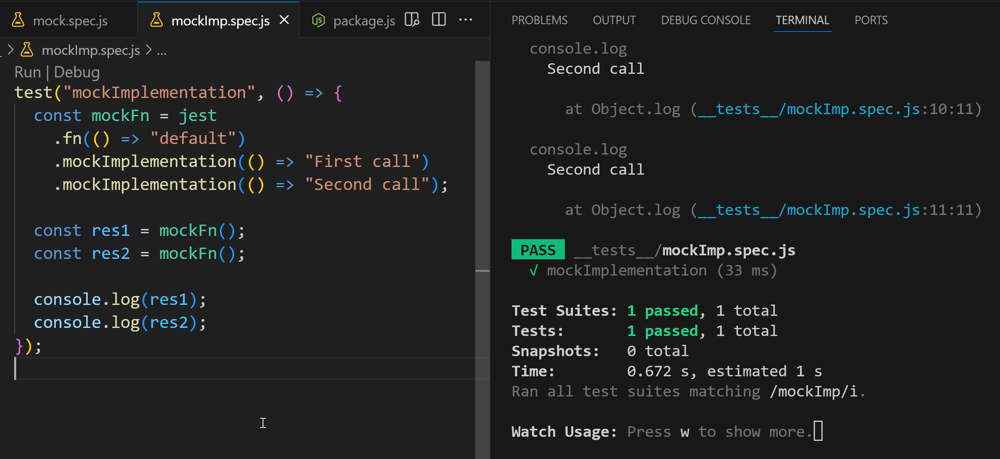 mock.spec.js
mockImp.spec.js
package.js
mockImp.spec.js > ...
Run | Debug
test("mockImplementation", () => {
  const mockFn = jest
    .fn(() => "default")
    .mockImplementation(() => "First call")
    .mockImplementation(() => "Second call");

  const res1 = mockFn();
  const res2 = mockFn();

  console.log(res1);
  console.log(res2);
});
PROBLEMS
OUTPUT
DEBUG CONSOLE
TERMINAL
PORTS
console.log
Second call
at Object.log (__tests__/mockImp.spec.js:10:11)
console.log
Second call
at Object.log (__tests__/mockImp.spec.js:11:11)
PASS __tests__/mockImp.spec.js
√ mockImplementation (33 ms)
Test Suites: 1 passed, 1 total
Tests: 1 passed, 1 total
Snapshots: 0 total
Time: 0.672 s, estimated 1 s
Ran all test suites matching /mockImp/i.
Watch Usage: Press w to show more.